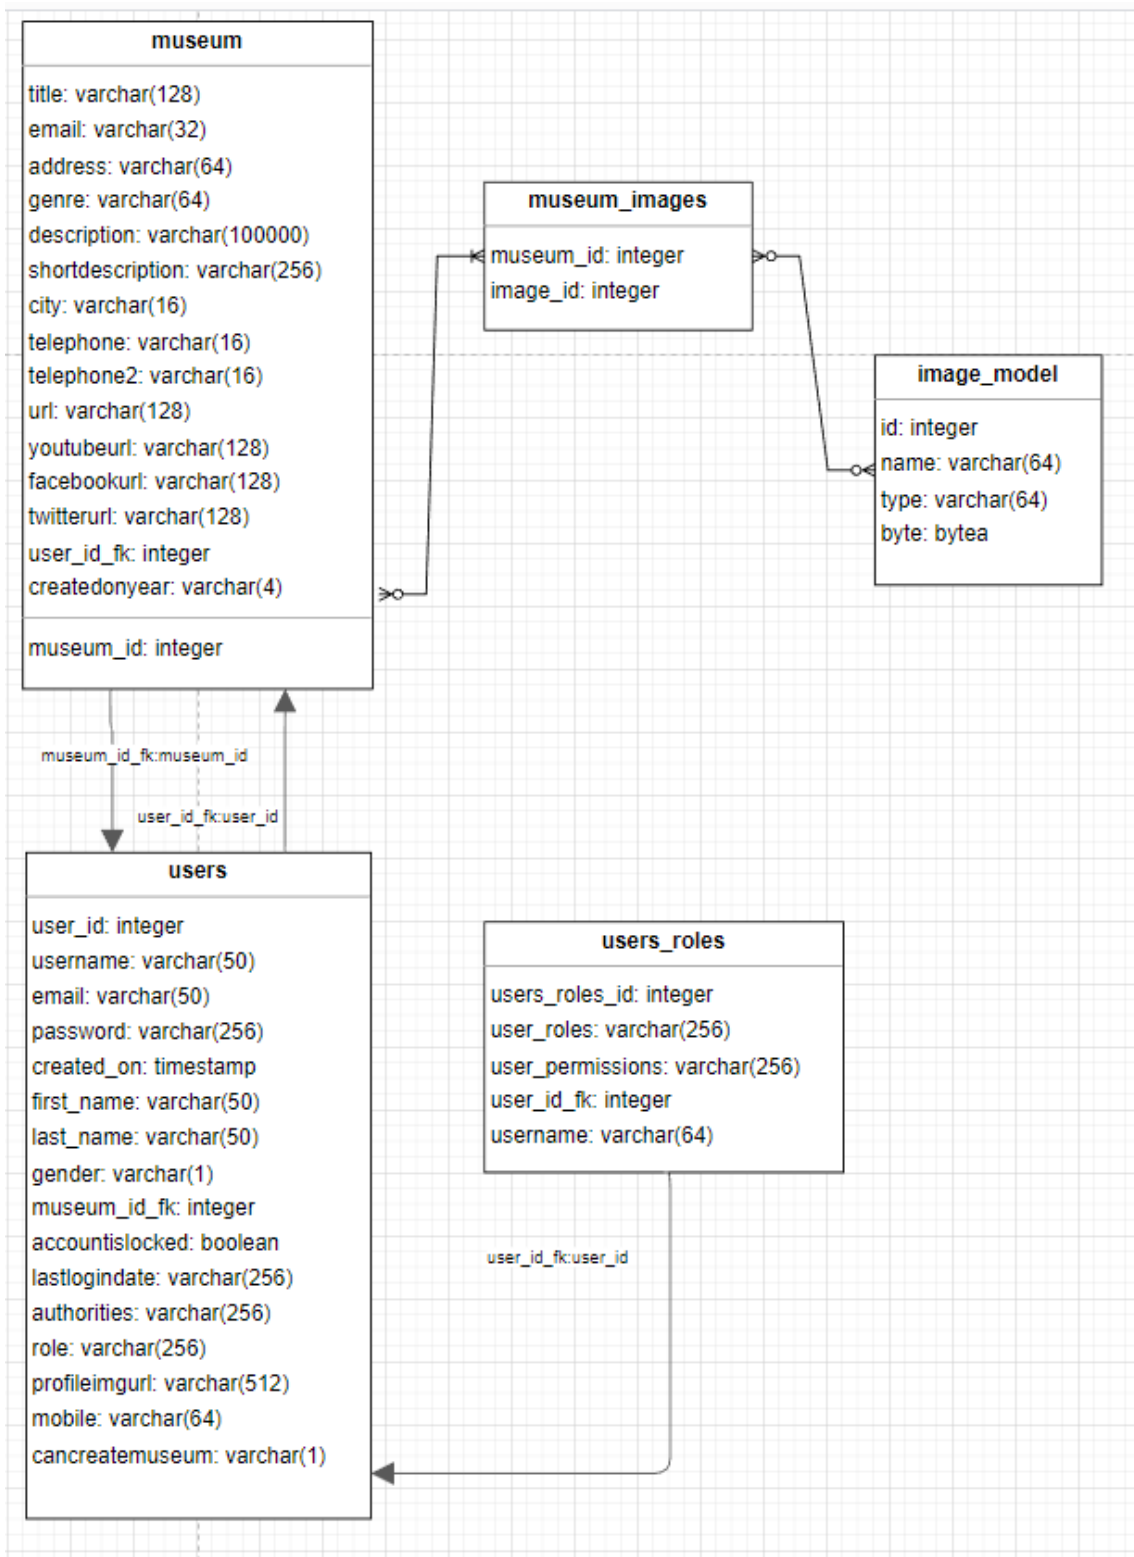 museum
title: varchar(128)
email: varchar(32)
address: varchar(64)
genre: varchar(64)
description: varchar(100000)
shortdescription: varchar(256)
city: varchar(16)
telephone: varchar(16)
telephone2: varchar(16)
url: varchar(128)
youtubeurl: varchar(128)
facebookurl: varchar(128)
twitterurl: varchar(128)
user_id_fk: integer
createdonyear: varchar(4)
museum_id: integer
museum_images
museum_id: integer
image_id: integer
image_model
id: integer
name: varchar(64)
type: varchar(64)
byte: bytea
museum_id_fk:museum_id
user_id_fk:user_id
users
user_id: integer
username: varchar(50)
email: varchar(50)
password: varchar(256)
created_on: timestamp
first_name: varchar(50)
last_name: varchar(50)
gender: varchar(1)
museum_id_fk: integer
accountislocked: boolean
lastlogindate: varchar(256)
authorities: varchar(256)
role: varchar(256)
profileimgurl: varchar(512)
mobile: varchar(64)
cancreatemuseum: varchar(1)
users_roles
users_roles_id: integer
user_roles: varchar(256)
user_permissions: varchar(256)
user_id_fk: integer
username: varchar(64)
user_id_fk:user_id